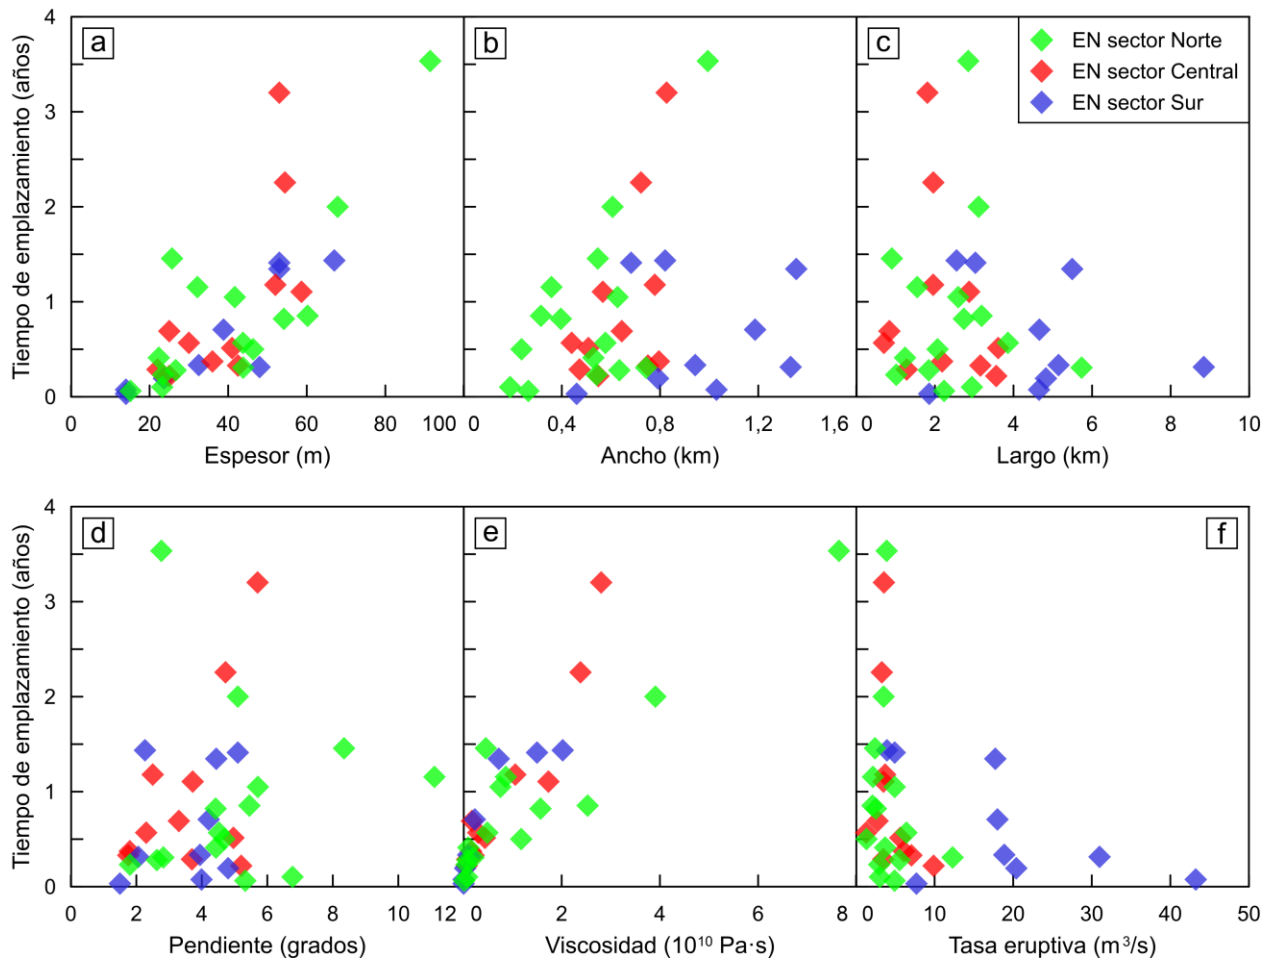 4
3
2
1
0
Tiempo de emplazamiento (años)
a
b
c
EN sector Norte
EN sector Central
EN sector Sur
0 20 40 60 80 100
0 0,4 0,8 1,2 1,6
0 2 4 6 8 10
Espesor (m)
Ancho (km)
Largo (km)
4
3
2
1
0
Tiempo de emplazamiento (años)
d
e
f
0 2 4 6 8 10 12
0 2 4 6 8
0 10 20 30 40 50
Pendiente (grados)
Viscosidad (10¹⁰ Pa·s)
Tasa eruptiva (m³/s)